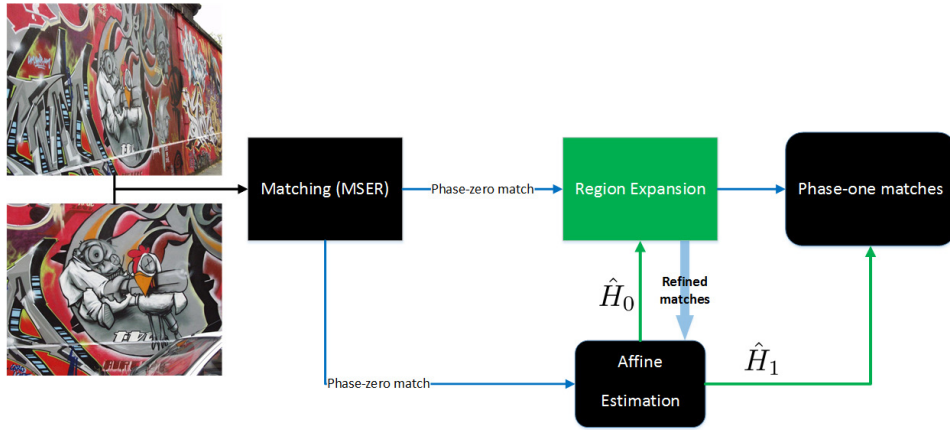 Matching (MSER)
Phase-zero match
Region Expansion
Phase-one matches
Ĥ₀
Refined
matches
Ĥ₁
Phase-zero match
Affine
Estimation